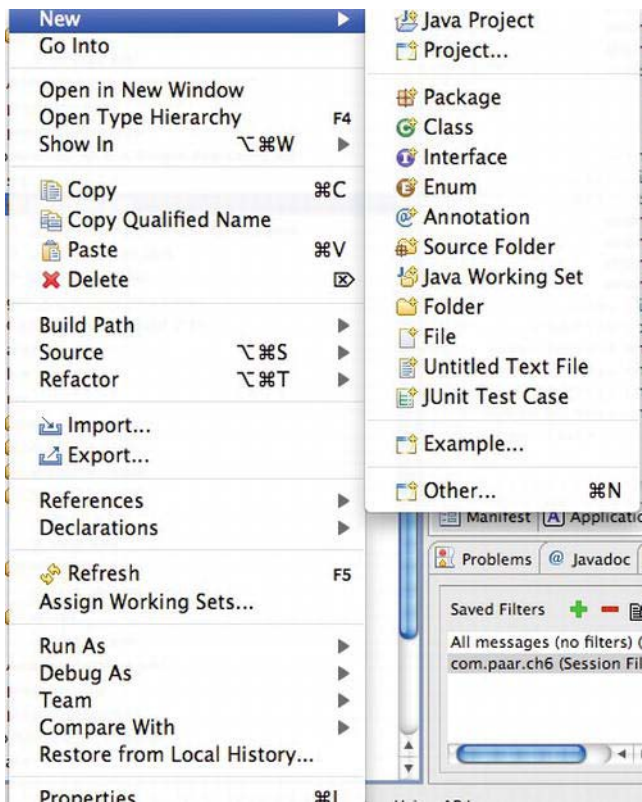 New
Go Into
Open in New Window
Open Type Hierarchy F4
Show In ⌥⌘W
Copy ⌘C
Copy Qualified Name
Paste ⌘V
Delete ⌦
Build Path
Source ⌥⌘S
Refactor ⌥⌘T
Import...
Export...
References
Declarations
Refresh F5
Assign Working Sets...
Run As
Debug As
Team
Compare With
Restore from Local History...
Properties ⌘I
Java Project
Project...
Package
Class
Interface
Enum
Annotation
Source Folder
Java Working Set
Folder
File
Untitled Text File
JUnit Test Case
Example...
Other... ⌘N
Manifest Applicatio
Problems @ Javadoc
Saved Filters
All messages (no filters) (
com.paar.ch6 (Session Fil